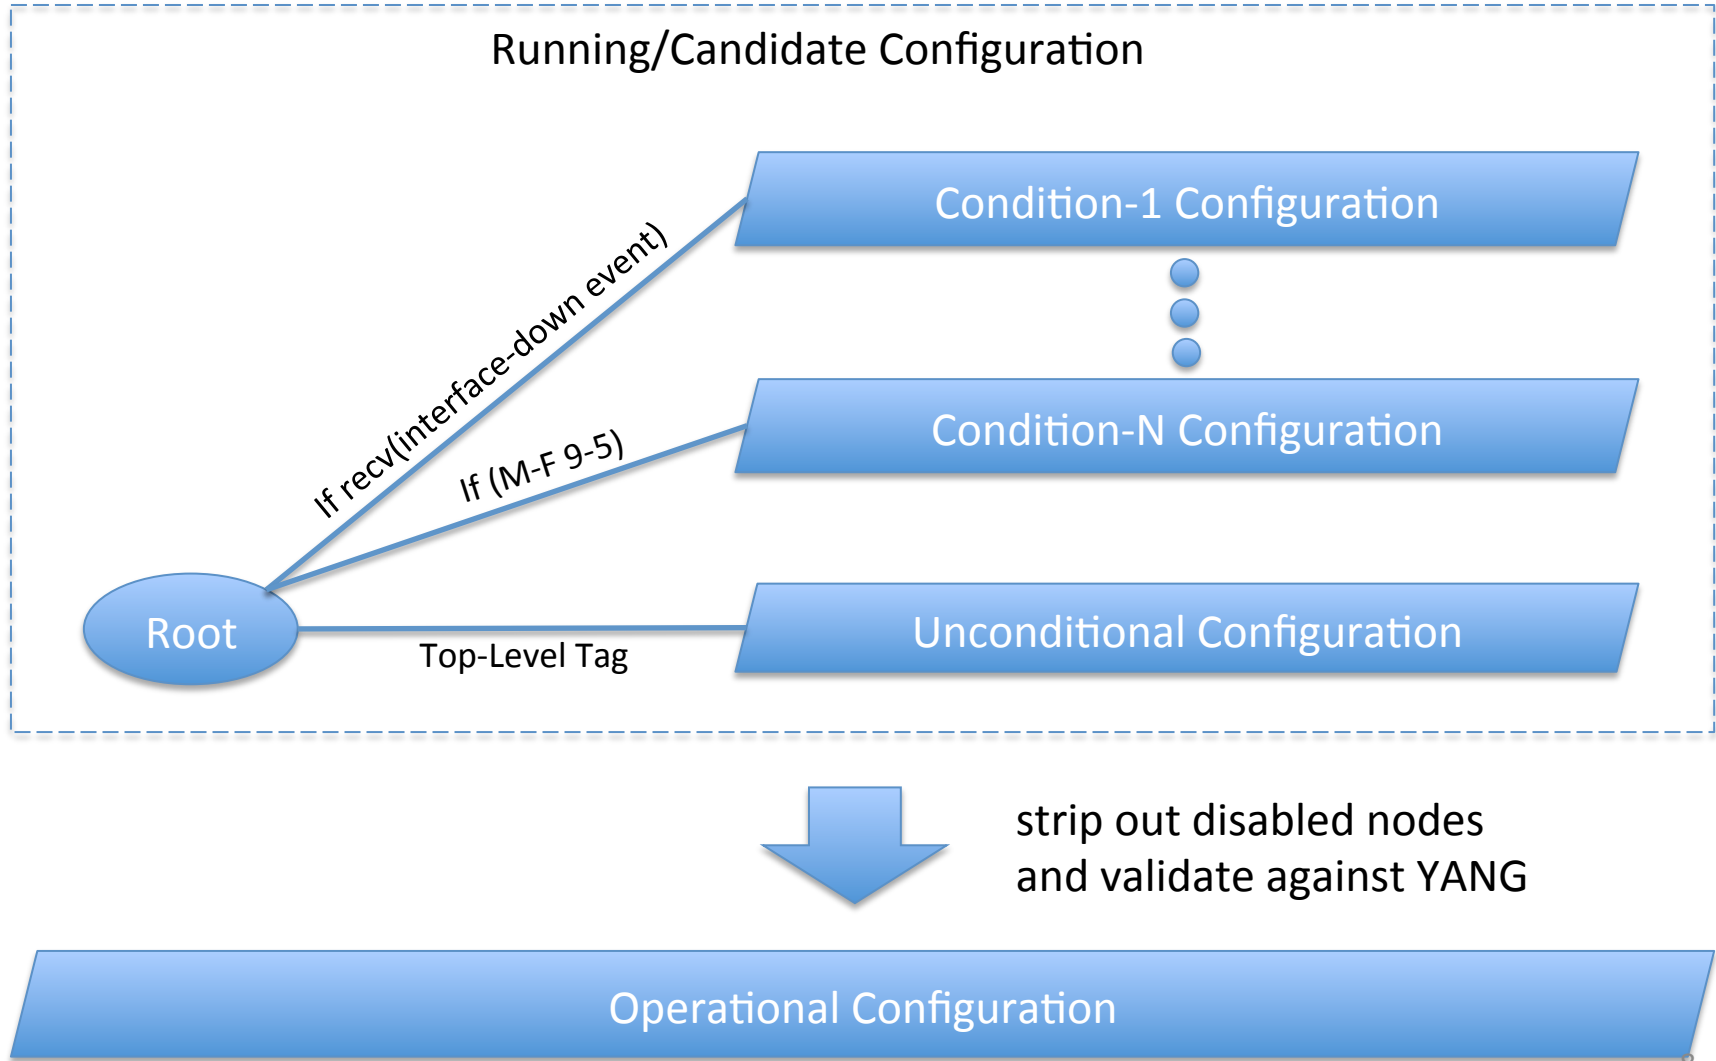 Running/Candidate Configuration
Condition-1 Configuration
If recv(interface-down event)
Condition-N Configuration
If (M-F 9-5)
Root
Top-Level Tag
Unconditional Configuration
strip out disabled nodes
and validate against YANG
Operational Configuration